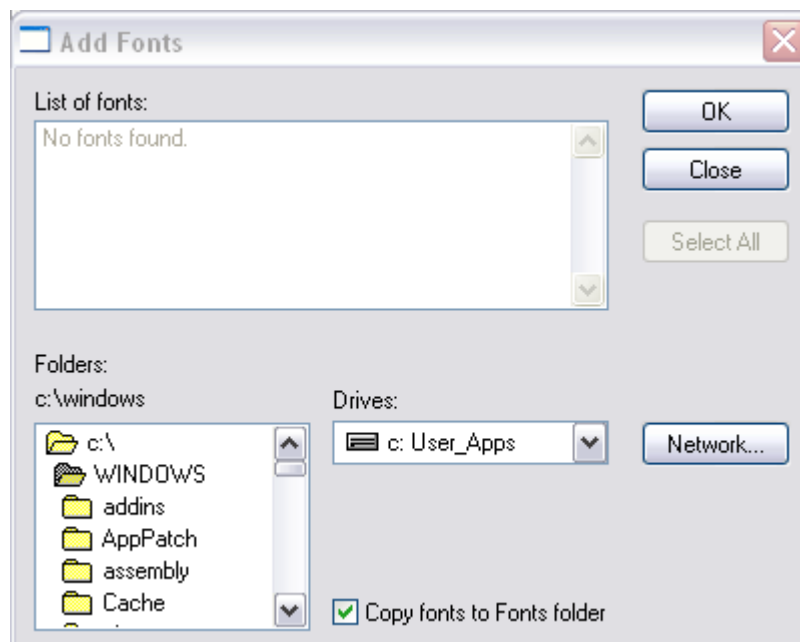 Add Fonts
List of fonts:
No fonts found.
OK
Close
Select All
Folders:
c:\windows
c:\
WINDOWS
addins
AppPatch
assembly
Cache
Drives:
c: User_Apps
Network...
Copy fonts to Fonts folder